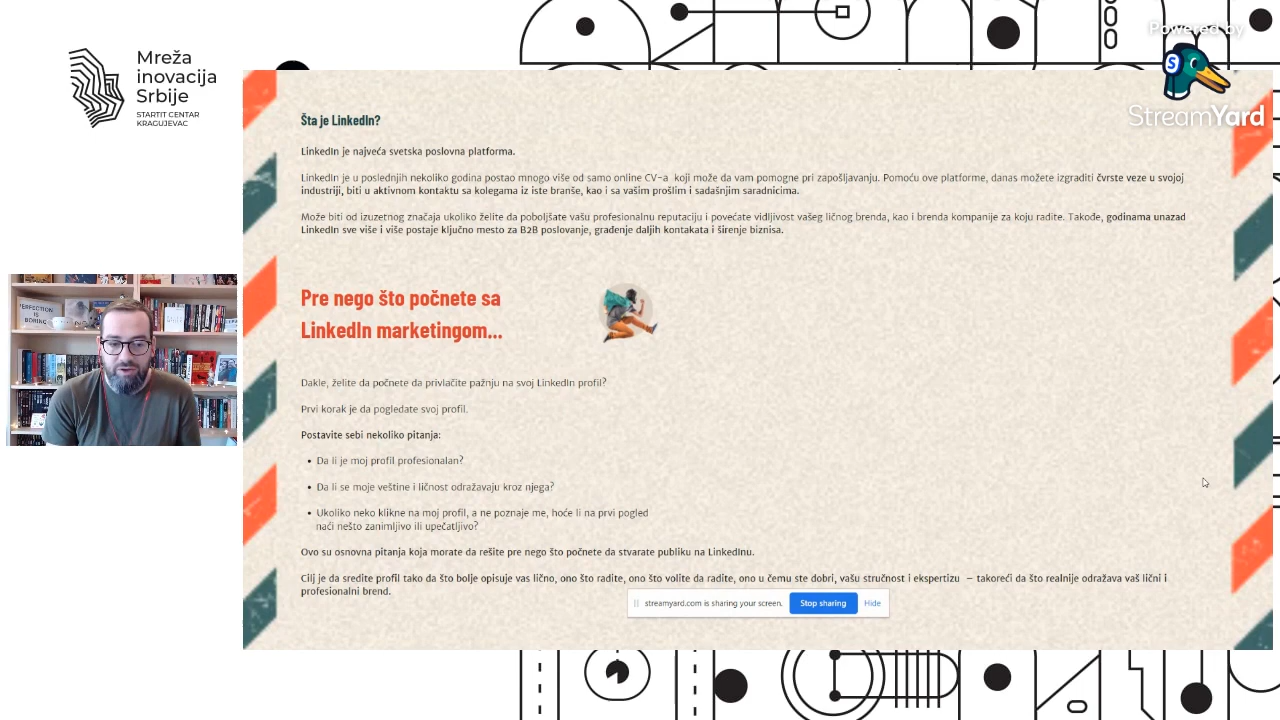 Powered by
StreamYard
Mreža
inovacija
Srbije
STARTIT CENTAR
KRAGUJEVAC
PERFECTION
IS
BORING
Šta je LinkedIn?
LinkedIn je najveća svetska poslovna platforma.
LinkedIn je u poslednjih nekoliko godina postao mnogo više od samo online CV-a koji može da vam pomogne pri zapošljavanju. Pomoću ove platforme, danas možete izgraditi čvrste veze u svojoj
industriji, biti u aktivnom kontaktu sa kolegama iz iste branše, kao i sa vašim prošlim i sadašnjim saradnicima.
Može biti od izuzetnog značaja ukoliko želite da poboljšate vašu profesionalnu reputaciju i povećate vidljivost vašeg ličnog brenda, kao i brenda kompanije za koju radite. Takođe, godinama unazad
LinkedIn sve više i više postaje ključno mesto za B2B poslovanje, građenje daljih kontakata i širenje biznisa.
Pre nego što počnete sa
LinkedIn marketingom...
Dakle, želite da počnete da privlačite pažnju na svoj LinkedIn profil?
Prvi korak je da pogledate svoj profil.
Postavite sebi nekoliko pitanja:
• Da li je moj profil profesionalan?
• Da li se moje veštine i ličnost odražavaju kroz njega?
• Ukoliko neko klikne na moj profil, a ne poznaje me, hoće li na prvi pogled
naći nešto zanimljivo ili upečatljivo?
Ovo su osnovna pitanja koja morate da rešite pre nego što počnete da stvarate publiku na LinkedInu.
Cilj je da sredite profil tako da što bolje opisuje vas lično, ono što radite, ono što volite da radite, ono u čemu ste dobri, vašu stručnost i ekspertizu – takoreći da što realnije odražava vaš lični i
profesionalni brend.
streamyard.com is sharing your screen. Stop sharing Hide